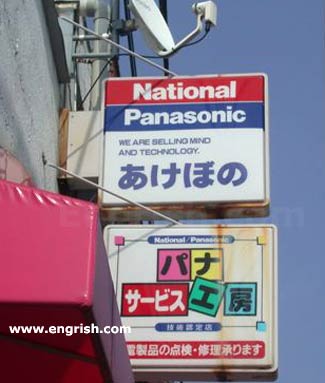 National
Panasonic
WE ARE SELLING MIND
AND TECHNOLOGY.
あけぼの
National/Panasonic
パナ
サービス工房
技術認定店
電製品の点検・修理承ります
www.engrish.com